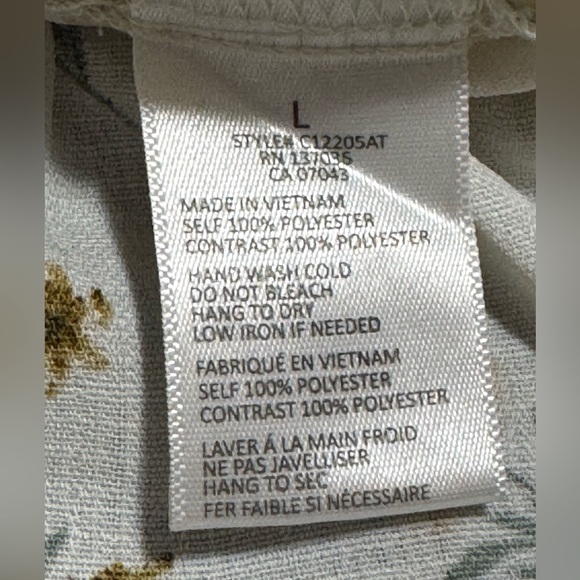 L
STYLE# C12205AT
RN 137035
CA 07043
MADE IN VIETNAM
SELF 100% POLYESTER
CONTRAST 100% POLYESTER
HAND WASH COLD
DO NOT BLEACH
HANG TO DRY
LOW IRON IF NEEDED
FABRIQUÉ EN VIETNAM
SELF 100% POLYESTER
CONTRAST 100% POLYESTER
LAVER Á LA MAIN FROID
NE PAS JAVELLISER
HANG TO SEC
FER FAIBLE SI NÉCESSAIRE